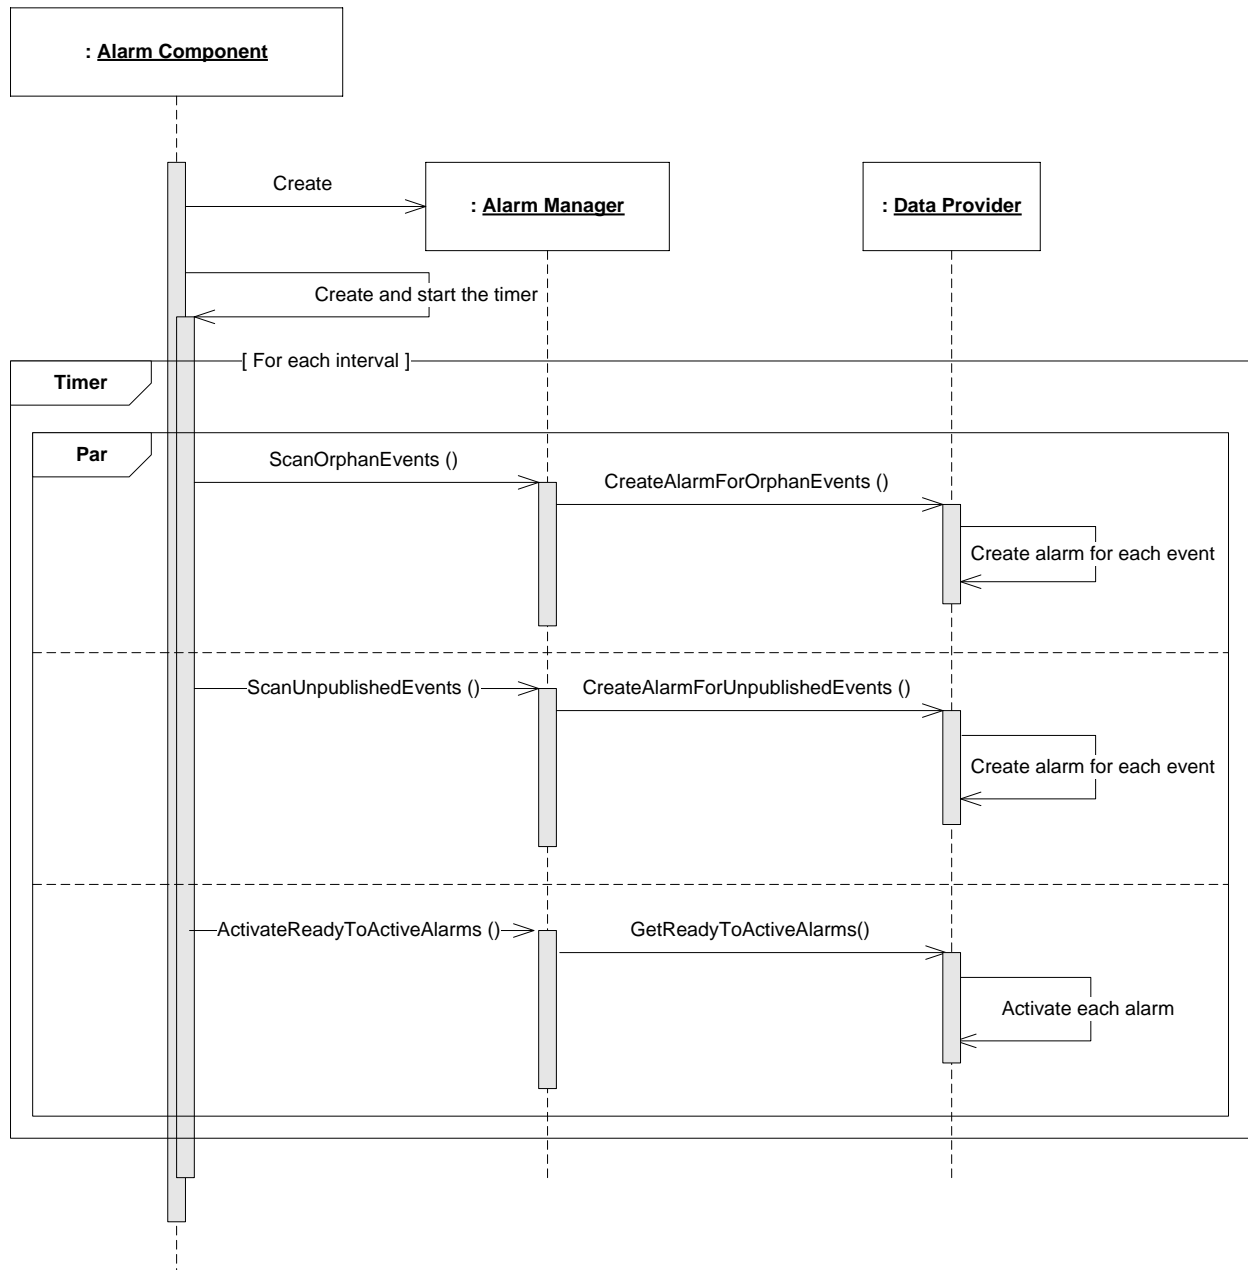 : Alarm Component
Create
: Alarm Manager
: Data Provider
Create and start the timer
[ For each interval ]
Timer
Par
ScanOrphanEvents ()
CreateAlarmForOrphanEvents ()
Create alarm for each event
ScanUnpublishedEvents ()
CreateAlarmForUnpublishedEvents ()
Create alarm for each event
ActivateReadyToActiveAlarms ()
GetReadyToActiveAlarms()
Activate each alarm